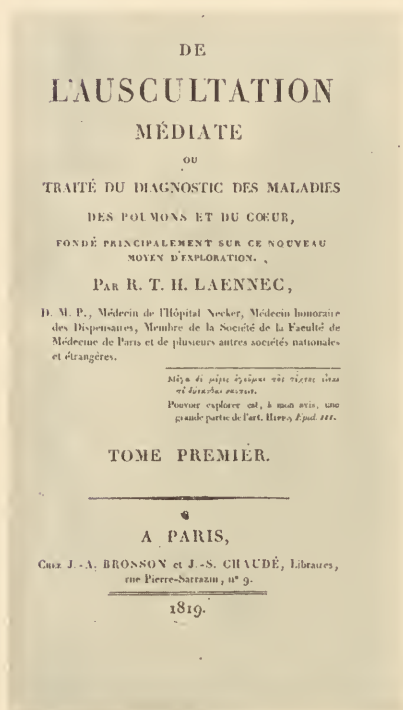 DE
L'AUSCULTATION
MÉDIATE
OU
TRAITÉ DU DIAGNOSTIC DES MALADIES
DES POUMONS ET DU CŒUR,
FONDÉ PRINCIPALEMENT SUR CE NOUVEAU
MOYEN D'EXPLORATION.
PAR R. T. H. LAENNEC,
D. M. P., Médecin de l'Hôpital Necker, Médecin honoraire
des Dispensaires, Membre de la Société de la Faculté de
Médecine de Paris et de plusieurs autres sociétés nationales
et étrangères.
Pouvoir explorer est, à mon avis, une
grande partie de l'art. HIPP., Epid. III.
TOME PREMIER.
A PARIS,
CHEZ J.-A. BROSSON et J.-S. CHAUDÉ, Libraires,
rue Pierre-Sarrazin, n° 9.
1819.